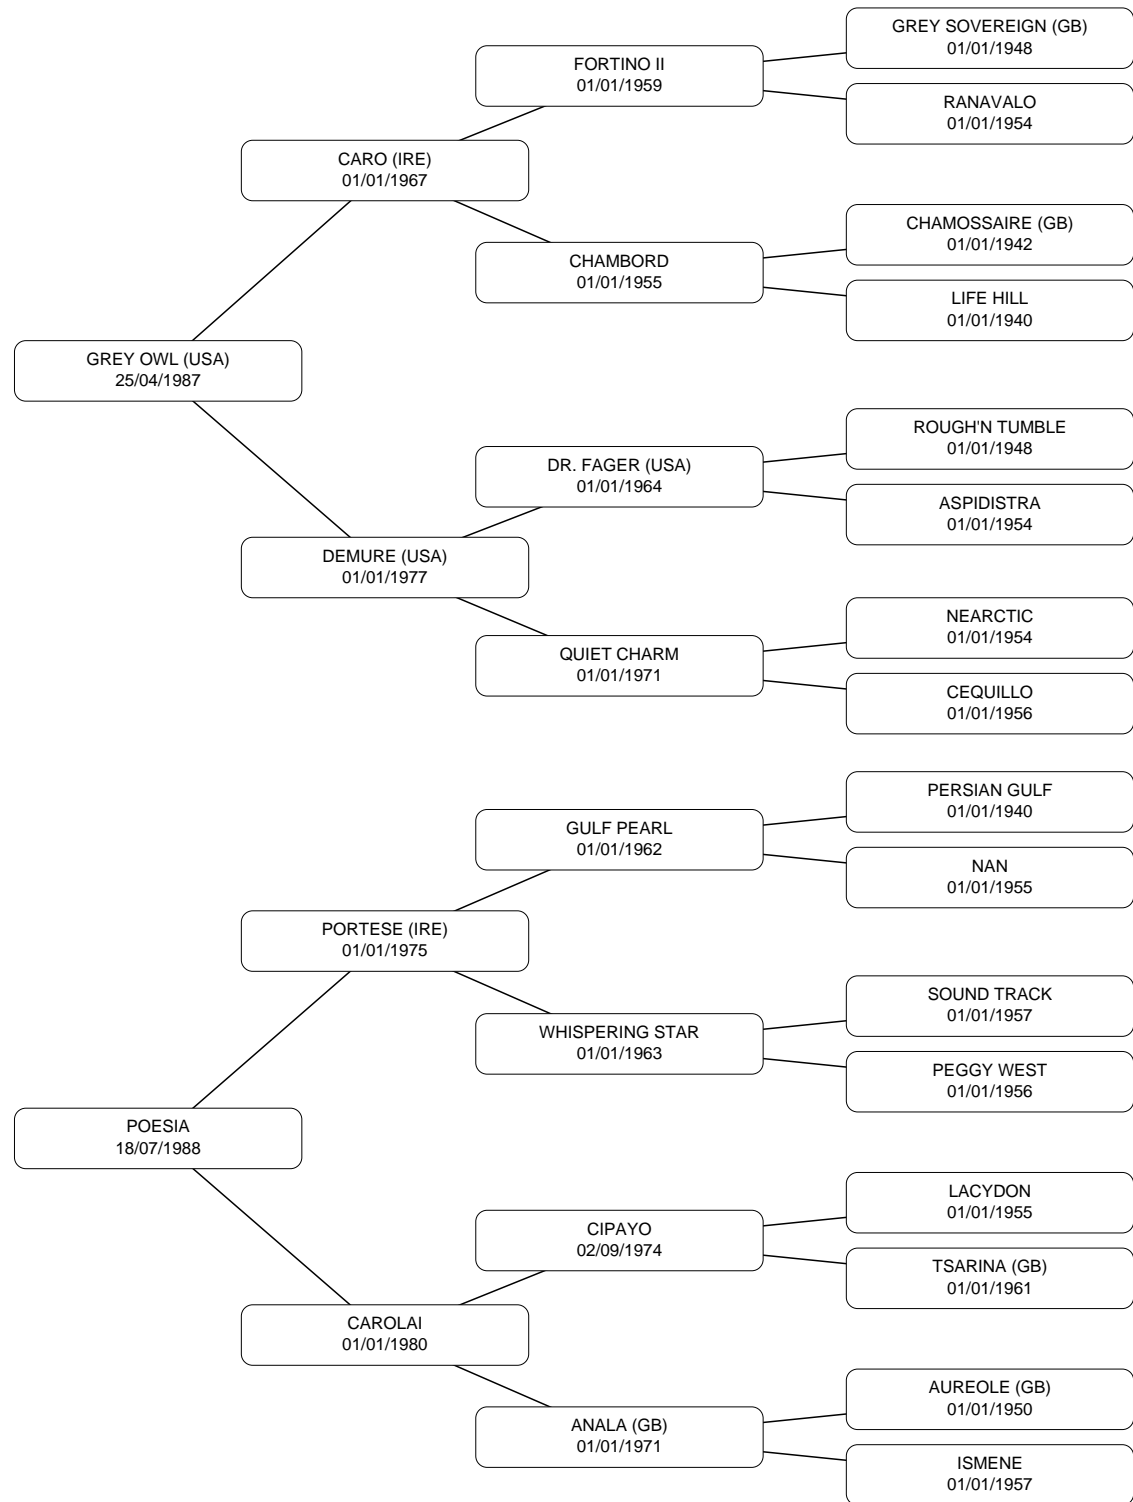 GREY SOVEREIGN (GB)
01/01/1948
FORTINO II
01/01/1959
RANAVALO
01/01/1954
CARO (IRE)
01/01/1967
CHAMOSSAIRE (GB)
01/01/1942
CHAMBORD
01/01/1955
LIFE HILL
01/01/1940
GREY OWL (USA)
25/04/1987
ROUGH'N TUMBLE
01/01/1948
DR. FAGER (USA)
01/01/1964
ASPIDISTRA
01/01/1954
DEMURE (USA)
01/01/1977
NEARCTIC
01/01/1954
QUIET CHARM
01/01/1971
CEQUILLO
01/01/1956
PERSIAN GULF
01/01/1940
GULF PEARL
01/01/1962
NAN
01/01/1955
PORTESE (IRE)
01/01/1975
SOUND TRACK
01/01/1957
WHISPERING STAR
01/01/1963
PEGGY WEST
01/01/1956
POESIA
18/07/1988
LACYDON
01/01/1955
CIPAYO
02/09/1974
TSARINA (GB)
01/01/1961
CAROLAI
01/01/1980
AUREOLE (GB)
01/01/1950
ANALA (GB)
01/01/1971
ISMENE
01/01/1957